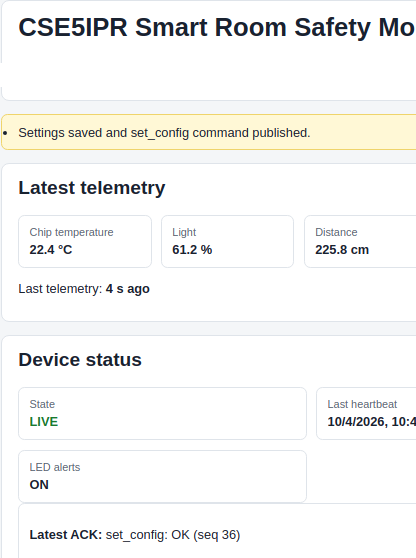 CSE5IPR Smart Room Safety Mo
Settings saved and set_config command published.
Latest telemetry
Chip temperature
22.4 °C
Light
61.2 %
Distance
225.8 cm
Last telemetry: 4 s ago
Device status
State
LIVE
Last heartbeat
10/4/2026, 10:4
LED alerts
ON
Latest ACK: set_config: OK (seq 36)